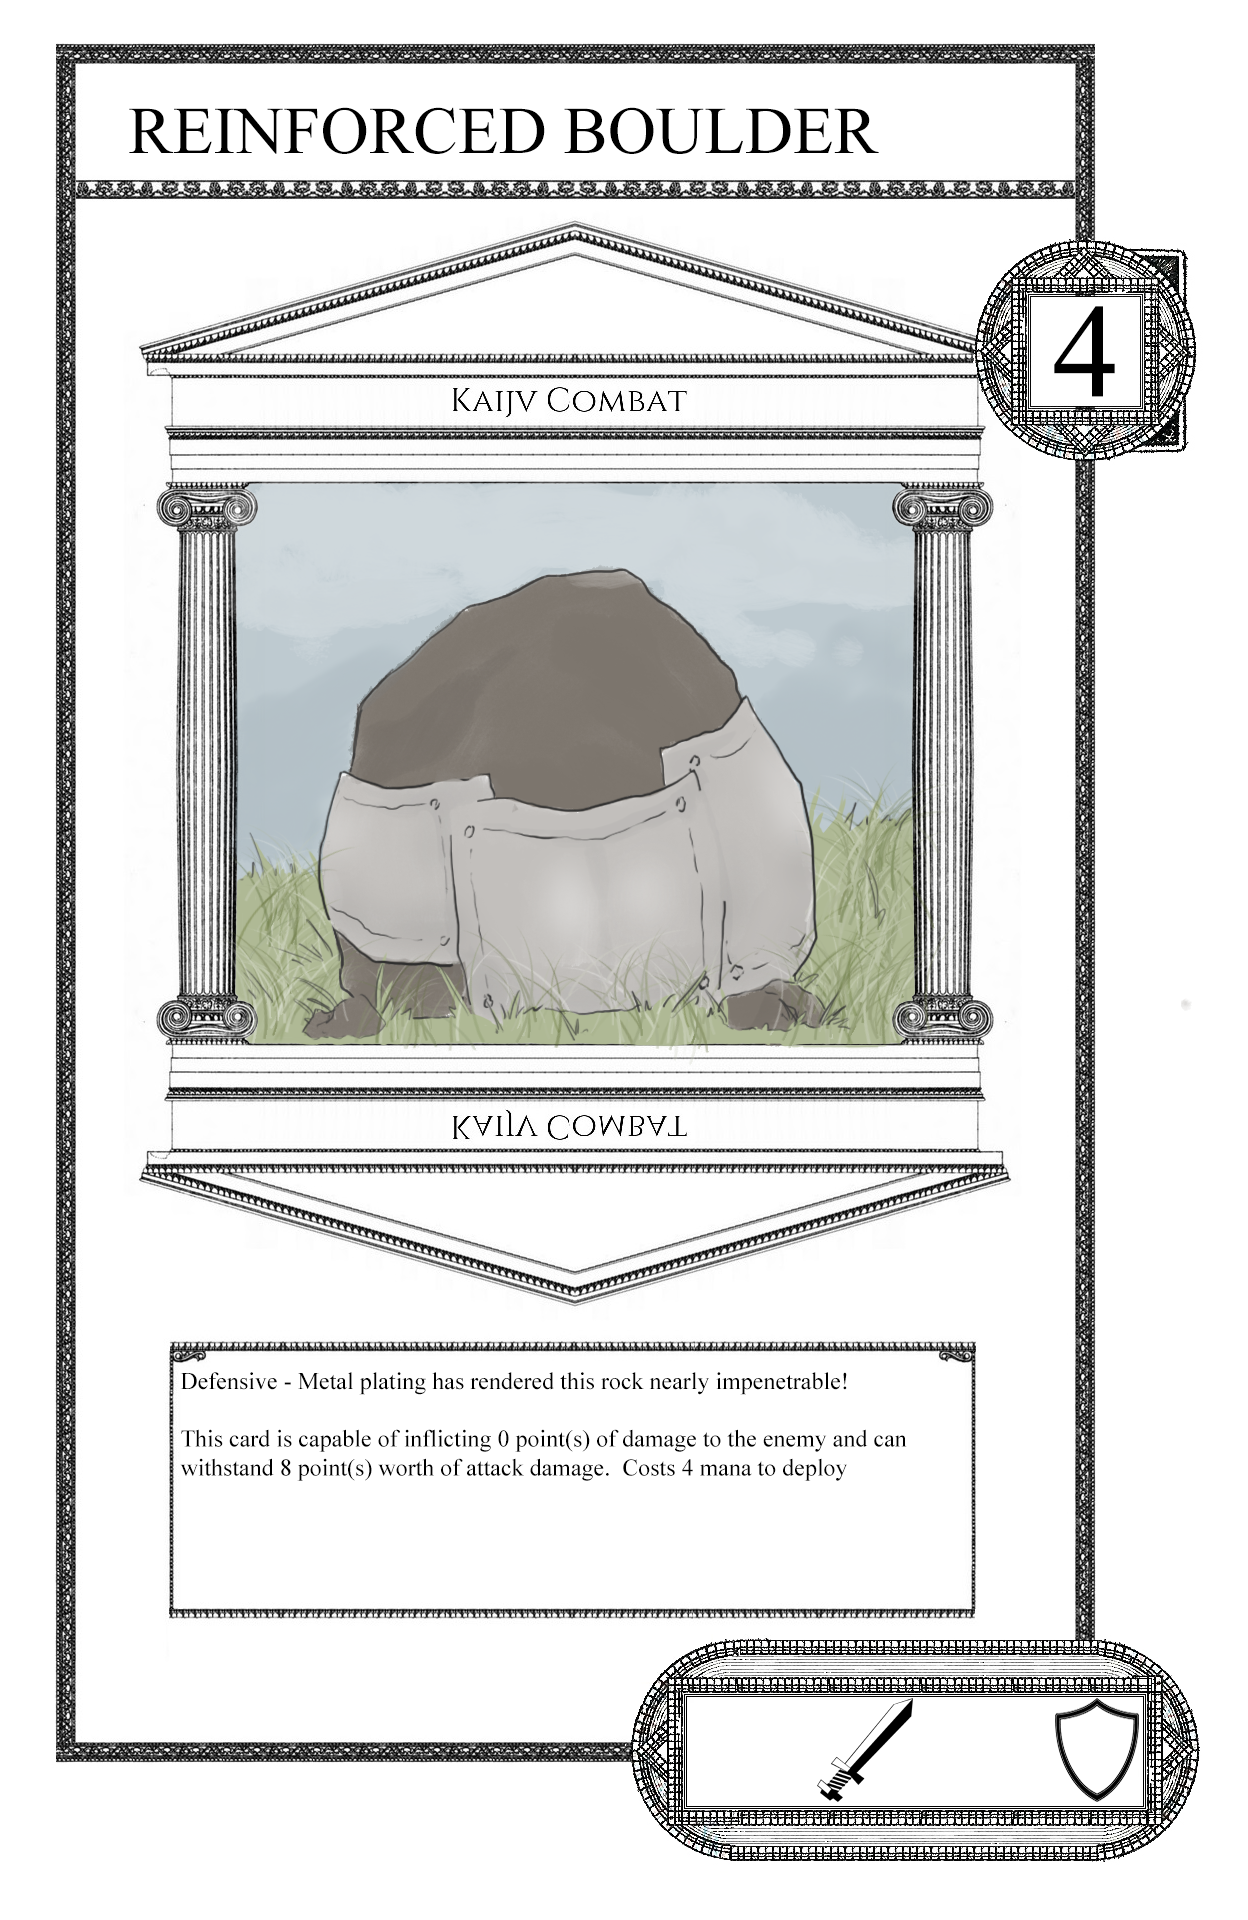 REINFORCED BOULDER
4
KAIJV COMBAT
KAIJV COMBAT
Defensive - Metal plating has rendered this rock nearly impenetrable!
This card is capable of inflicting 0 point(s) of damage to the enemy and can
withstand 8 point(s) worth of attack damage.  Costs 4 mana to deploy